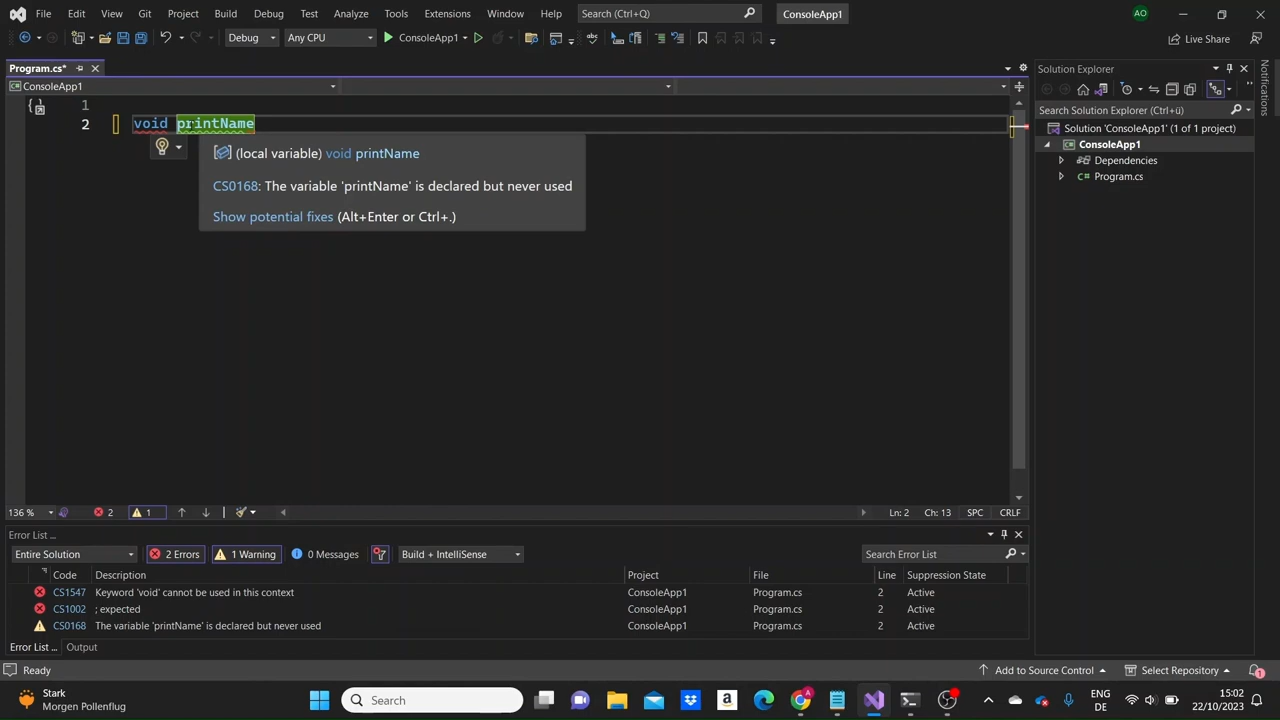 File Edit View Git Project Build Debug Test Analyze Tools Extensions Window Help Search (Ctrl+Q) ConsoleApp1 AO
Debug Any CPU ConsoleApp1 Live Share
Program.cs*
ConsoleApp1
1
2 void printName
(local variable) void printName
CS0168: The variable 'printName' is declared but never used
Show potential fixes (Alt+Enter or Ctrl+.)
Solution Explorer
Search Solution Explorer (Ctrl+ü)
Solution 'ConsoleApp1' (1 of 1 project)
ConsoleApp1
Dependencies
Program.cs
Notifications
136 % 2 1 Ln: 2 Ch: 13 SPC CRLF
Error List ...
Entire Solution 2 Errors 1 Warning 0 Messages Build + IntelliSense Search Error List
Code Description Project File Line Suppression State
CS1547 Keyword 'void' cannot be used in this context ConsoleApp1 Program.cs 2 Active
CS1002 ; expected ConsoleApp1 Program.cs 2 Active
CS0168 The variable 'printName' is declared but never used ConsoleApp1 Program.cs 2 Active
Error List ... Output
Ready Add to Source Control Select Repository 1
Stark
Morgen Pollenflug
Search
ENG
DE
15:02
22/10/2023